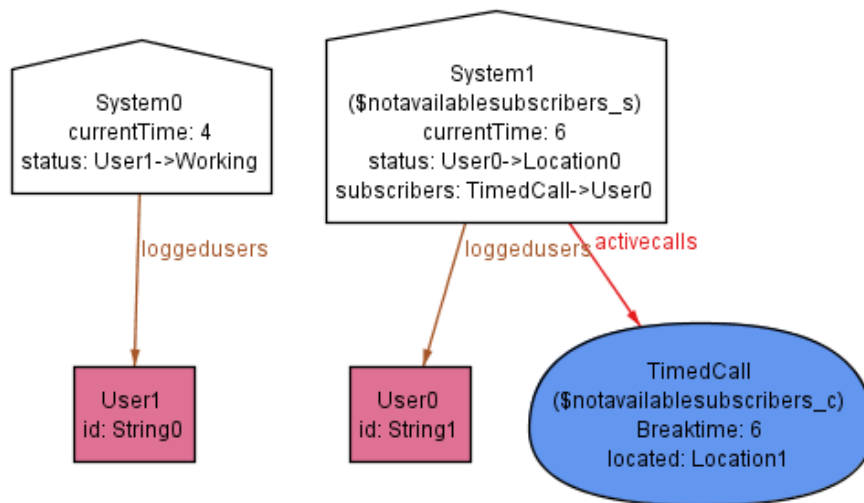 System0
currentTime: 4
status: User1->Working
System1
($notavailablesubscribers_s)
currentTime: 6
status: User0->Location0
subscribers: TimedCall->User0
loggedusers
loggedusers
activecalls
User1
id: String0
User0
id: String1
TimedCall
($notavailablesubscribers_c)
Breaktime: 6
located: Location1